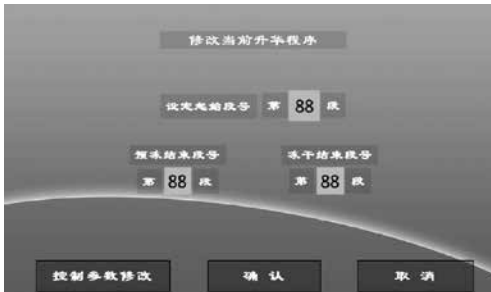 修改当前升华程序
设定起始段号 第 88 段
预冻结束段号 冻干结束段号
第 88 段 第 88 段
控制参数修改 确认 取消